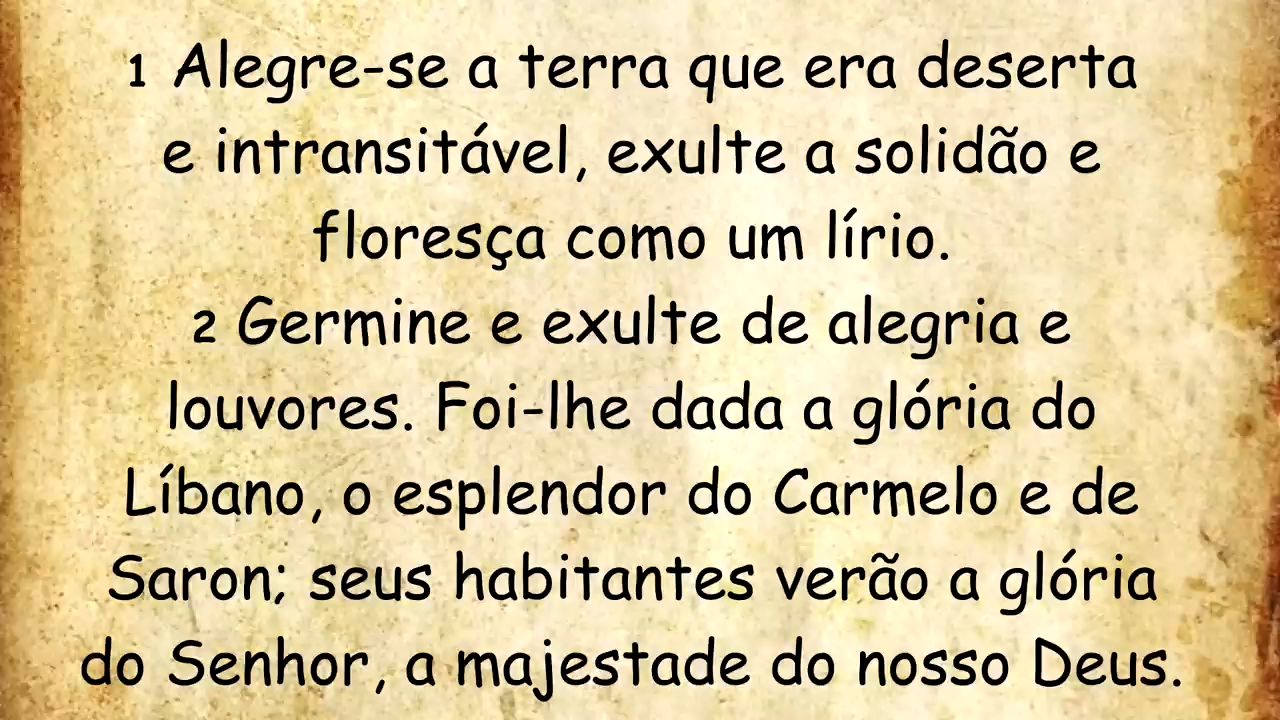 1 Alegre-se a terra que era deserta
e intransitável, exulte a solidão e
floresça como um lírio.
2 Germine e exulte de alegria e
louvores. Foi-lhe dada a glória do
Líbano, o esplendor do Carmelo e de
Saron; seus habitantes verão a glória
do Senhor, a majestade do nosso Deus.